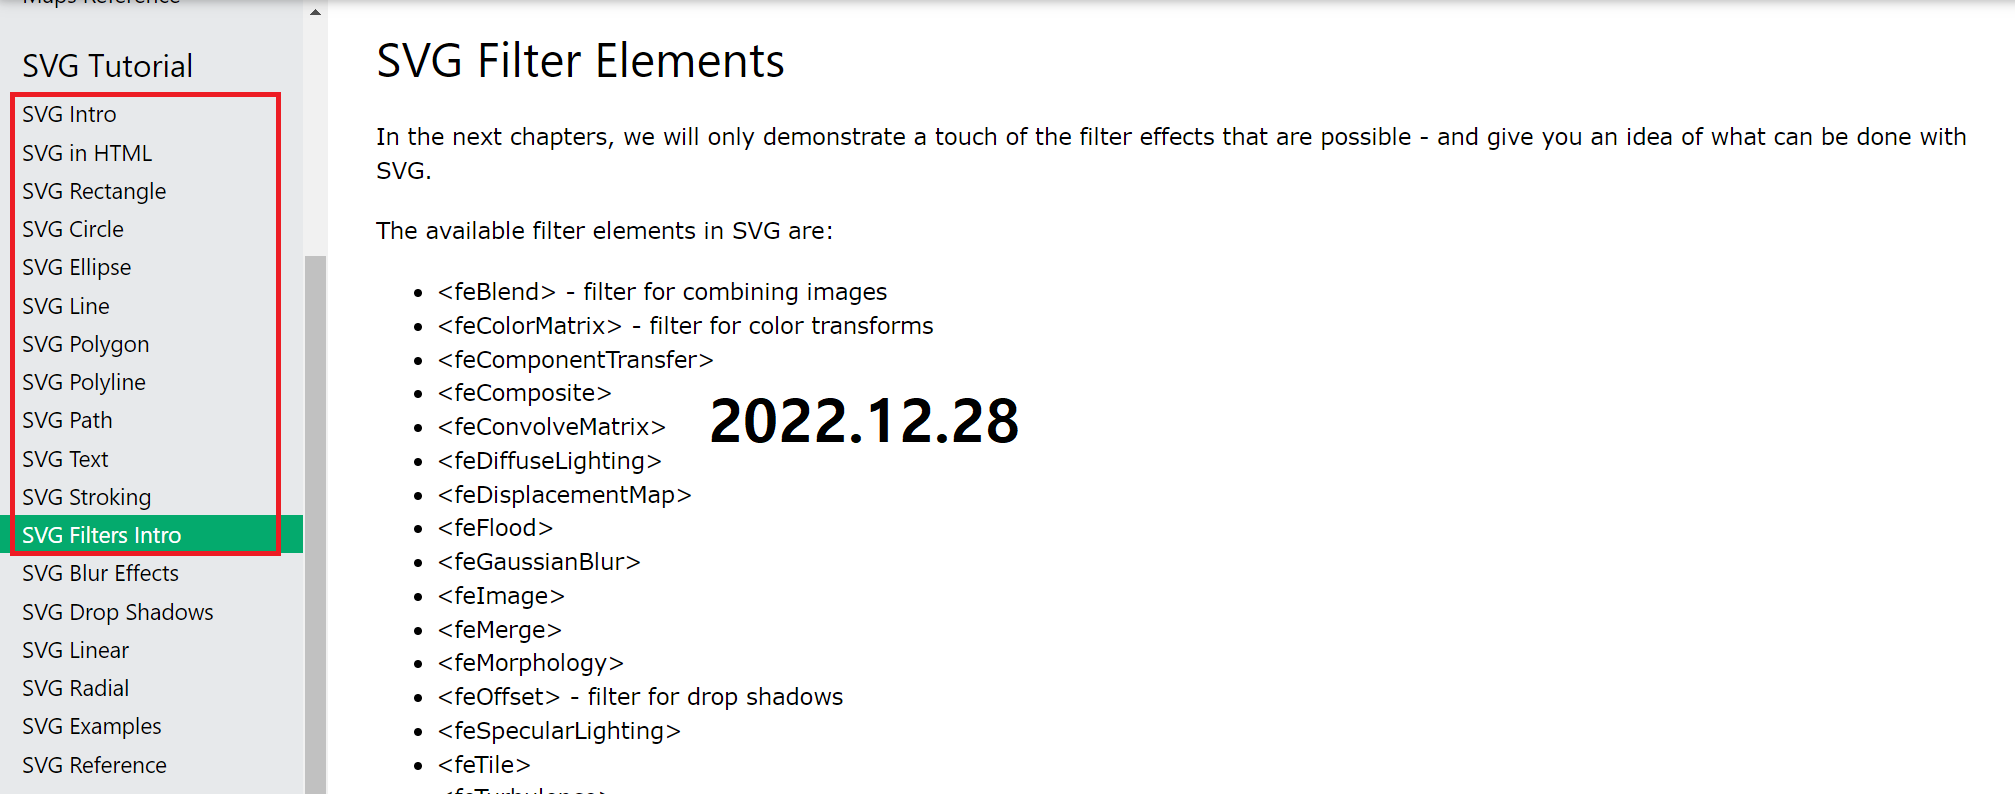 Maps Reference
SVG Tutorial
SVG Intro
SVG in HTML
SVG Rectangle
SVG Circle
SVG Ellipse
SVG Line
SVG Polygon
SVG Polyline
SVG Path
SVG Text
SVG Stroking
SVG Filters Intro
SVG Blur Effects
SVG Drop Shadows
SVG Linear
SVG Radial
SVG Examples
SVG Reference
SVG Filter Elements
In the next chapters, we will only demonstrate a touch of the filter effects that are possible - and give you an idea of what can be done with
SVG.
The available filter elements in SVG are:
• <feBlend> - filter for combining images
• <feColorMatrix> - filter for color transforms
• <feComponentTransfer>
• <feComposite>
• <feConvolveMatrix>
• <feDiffuseLighting>
• <feDisplacementMap>
• <feFlood>
• <feGaussianBlur>
• <feImage>
• <feMerge>
• <feMorphology>
• <feOffset> - filter for drop shadows
• <feSpecularLighting>
• <feTile>
<feTurbulence>
2022.12.28